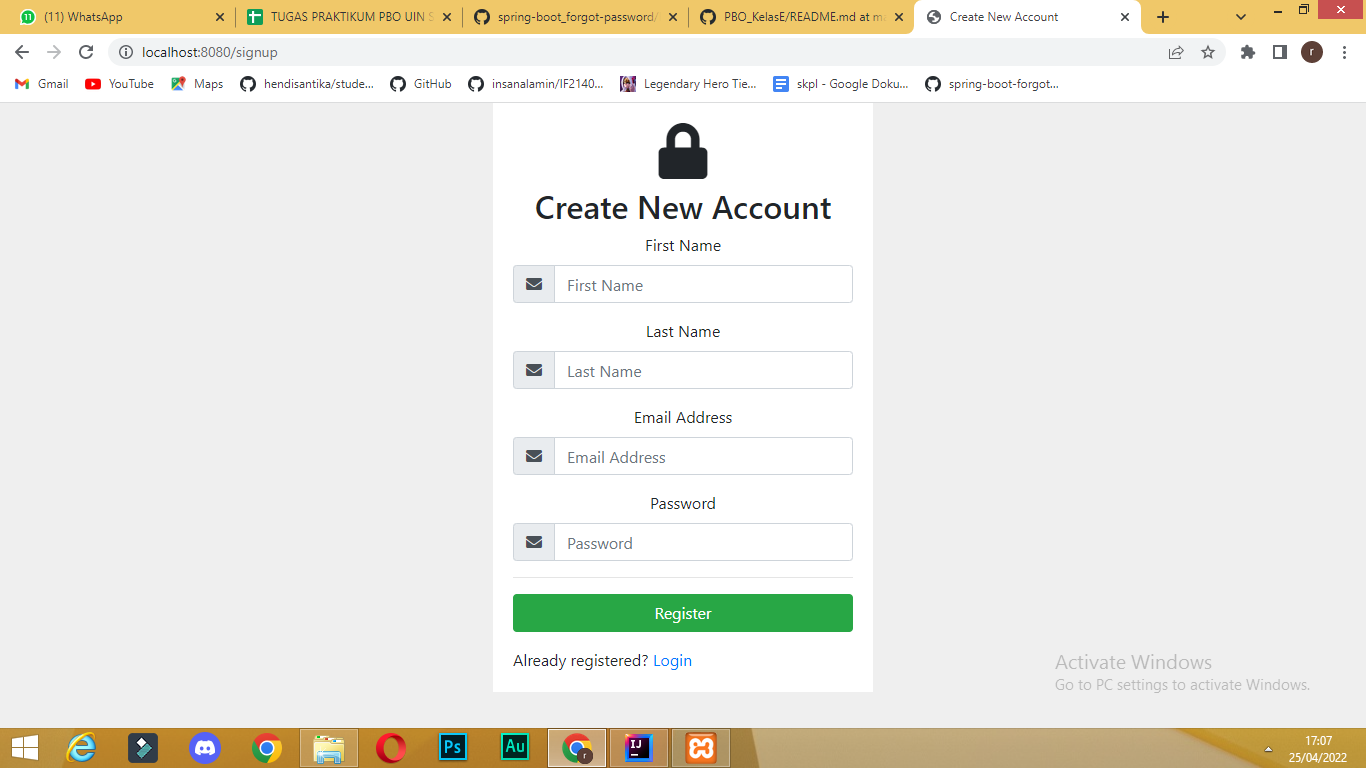 (11) WhatsApp
TUGAS PRAKTIKUM PBO UIN S
spring-boot_forgot-password/
PBO_KelasE/README.md at ma
Create New Account
localhost:8080/signup
r
Gmail
YouTube
Maps
hendisantika/stude...
GitHub
insanalamin/IF2140...
Legendary Hero Tie...
skpl - Google Doku...
spring-boot-forgot...
Create New Account
First Name
First Name
Last Name
Last Name
Email Address
Email Address
Password
Password
Register
Already registered? Login
Activate Windows
Go to PC settings to activate Windows.
Ps
Au
r
IJ
17:07
25/04/2022